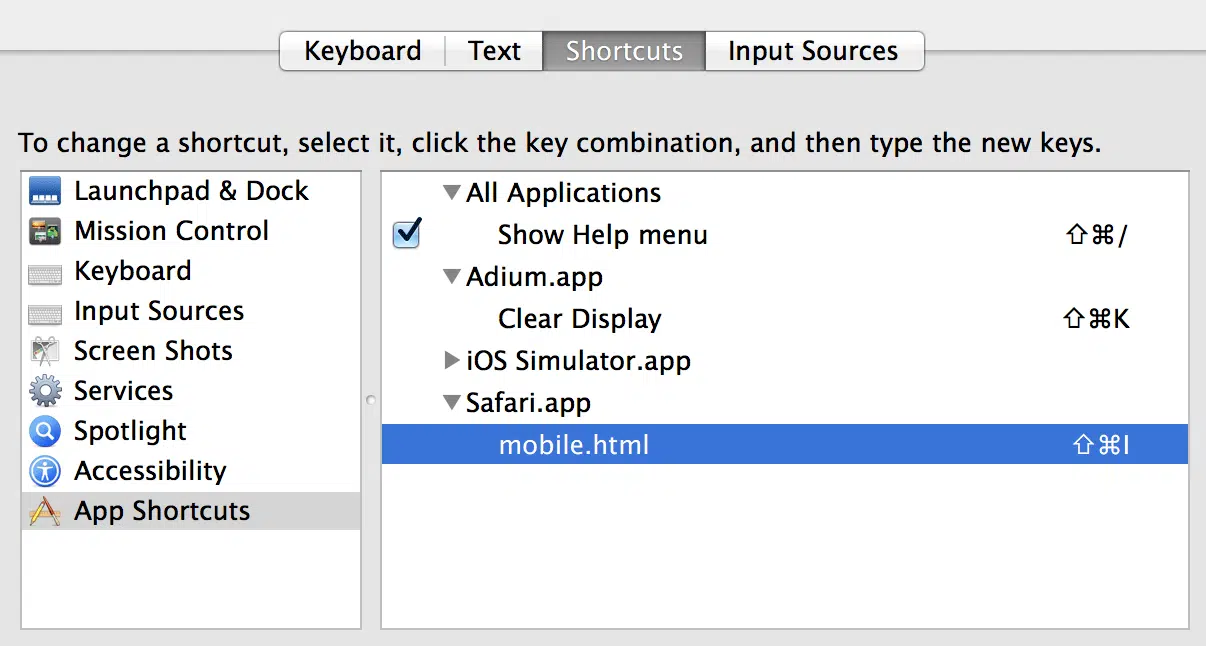 Keyboard Text Shortcuts Input Sources
To change a shortcut, select it, click the key combination, and then type the new keys.
Launchpad & Dock
Mission Control
Keyboard
Input Sources
Screen Shots
Services
Spotlight
Accessibility
App Shortcuts
All Applications
Show Help menu ⇧⌘/
Adium.app
Clear Display ⇧⌘K
iOS Simulator.app
Safari.app
mobile.html ⇧⌘I